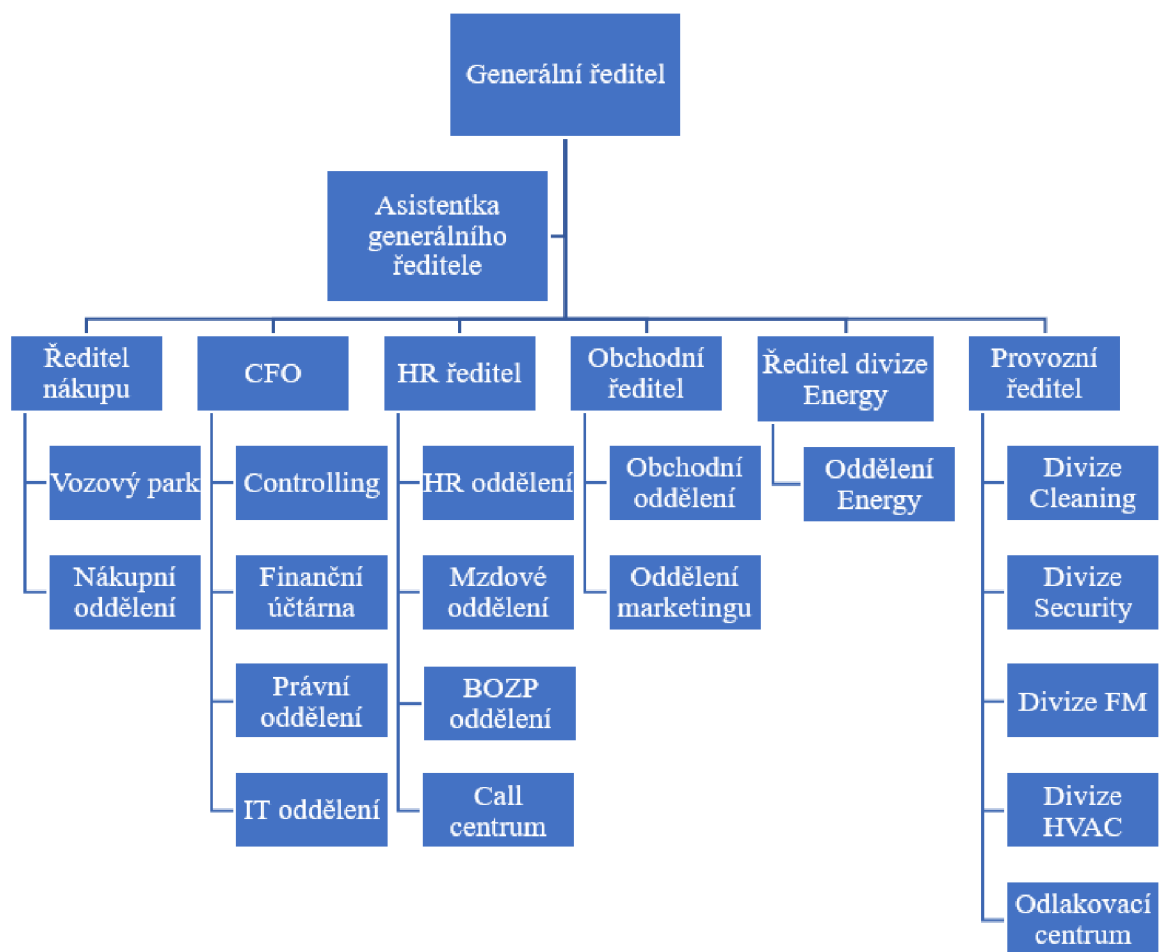 Generální ředitel
Asistentka
generálního
ředitele
Ředitel
nákupu
CFO
HR ředitel
Obchodní
ředitel
Ředitel divize
Energy
Provozní
ředitel
Vozový park
Nákupní
oddělení
Controlling
Finanční
účtárna
Právní
oddělení
IT oddělení
HR oddělení
Mzdové
oddělení
BOZP
oddělení
Call
centrum
Obchodní
oddělení
Oddělení
marketingu
Oddělení
Energy
Divize
Cleaning
Divize
Security
Divize FM
Divize
HVAC
Odlakovací
centrum